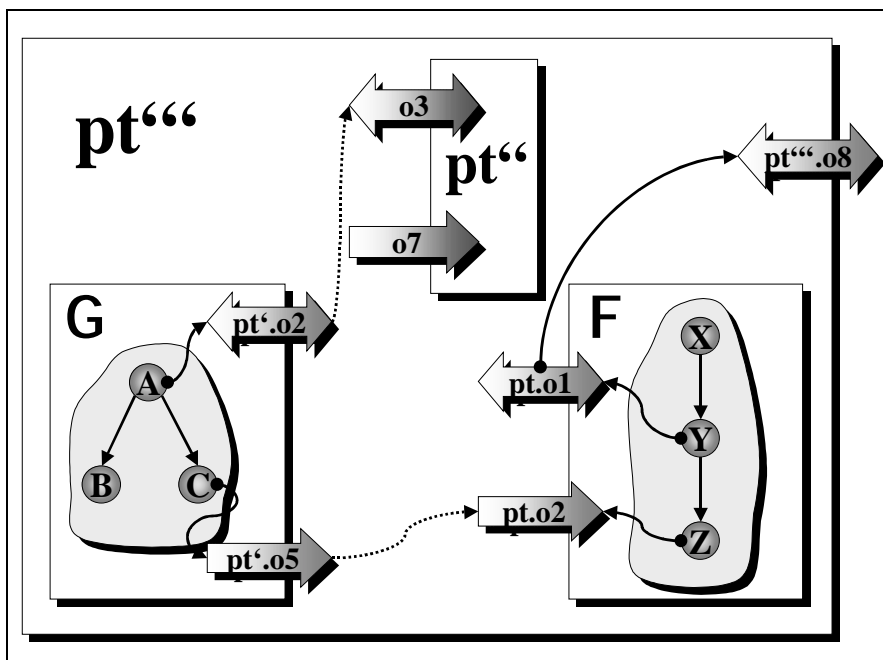 pt‘‘‘
o3
pt‘‘
pt‘‘‘.o8
o7
G
pt‘.o2
F
X
A
pt.o1
Y
B
C
pt.o2
Z
pt‘.o5